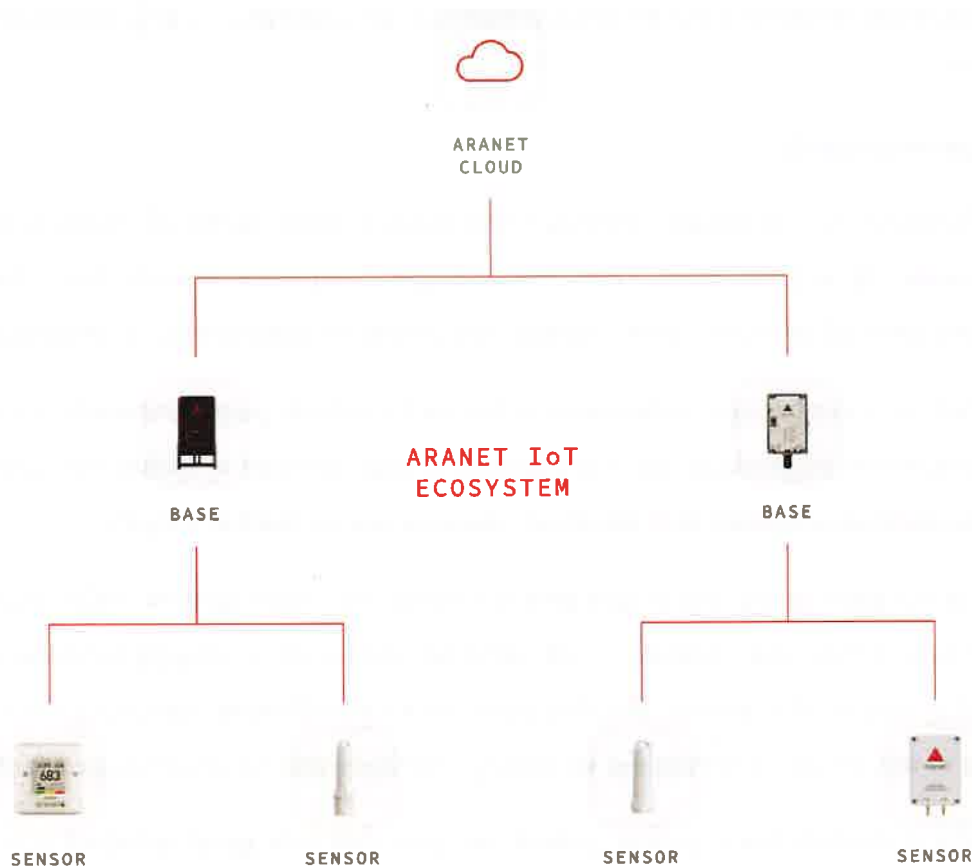 ARANET
CLOUD
ARANET IoT
ECOSYSTEM
BASE
BASE
683
SENSOR
SENSOR
SENSOR
SENSOR